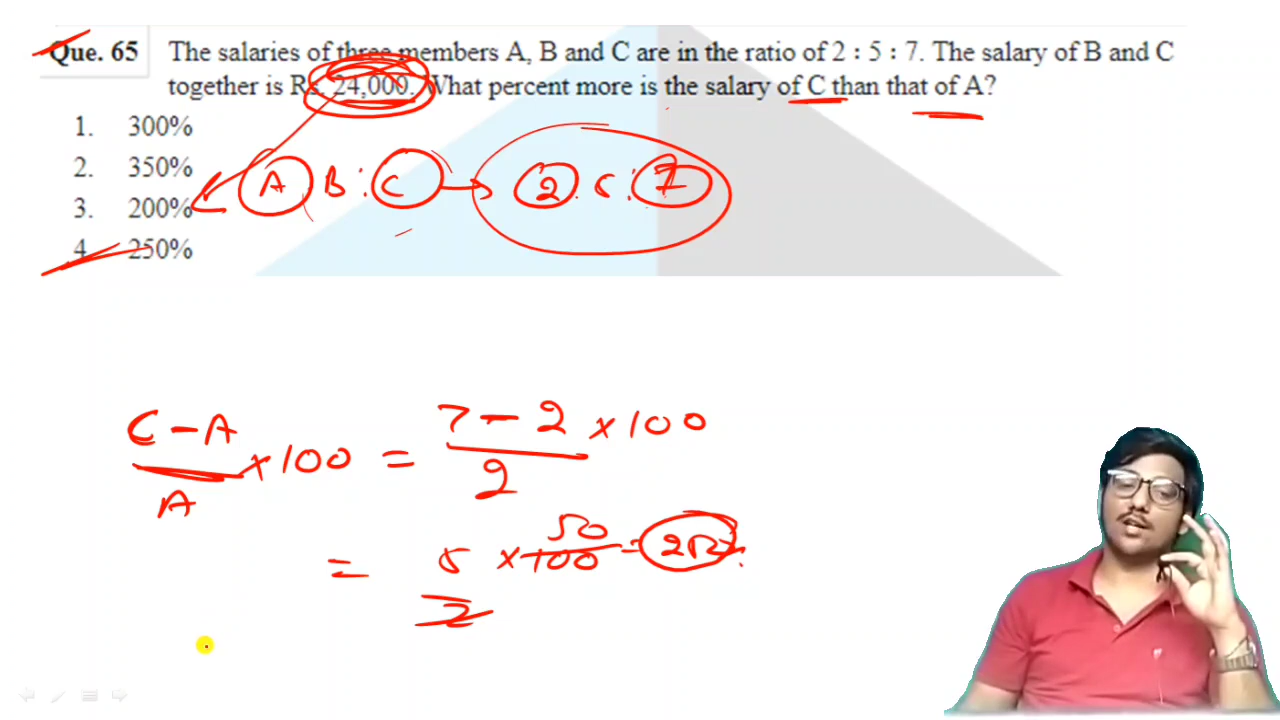 Que. 65 The salaries of three members A, B and C are in the ratio of 2 : 5 : 7. The salary of B and C
together is Rs. 24,000. What percent more is the salary of C than that of A?
1. 300%
2. 350%
3. 200%
4. 250%
A B : C → 2 : 5 : 7
C - A / A × 100 = 7 - 2 / 2 × 100
= 5 / 2 × 100 50 = 250%